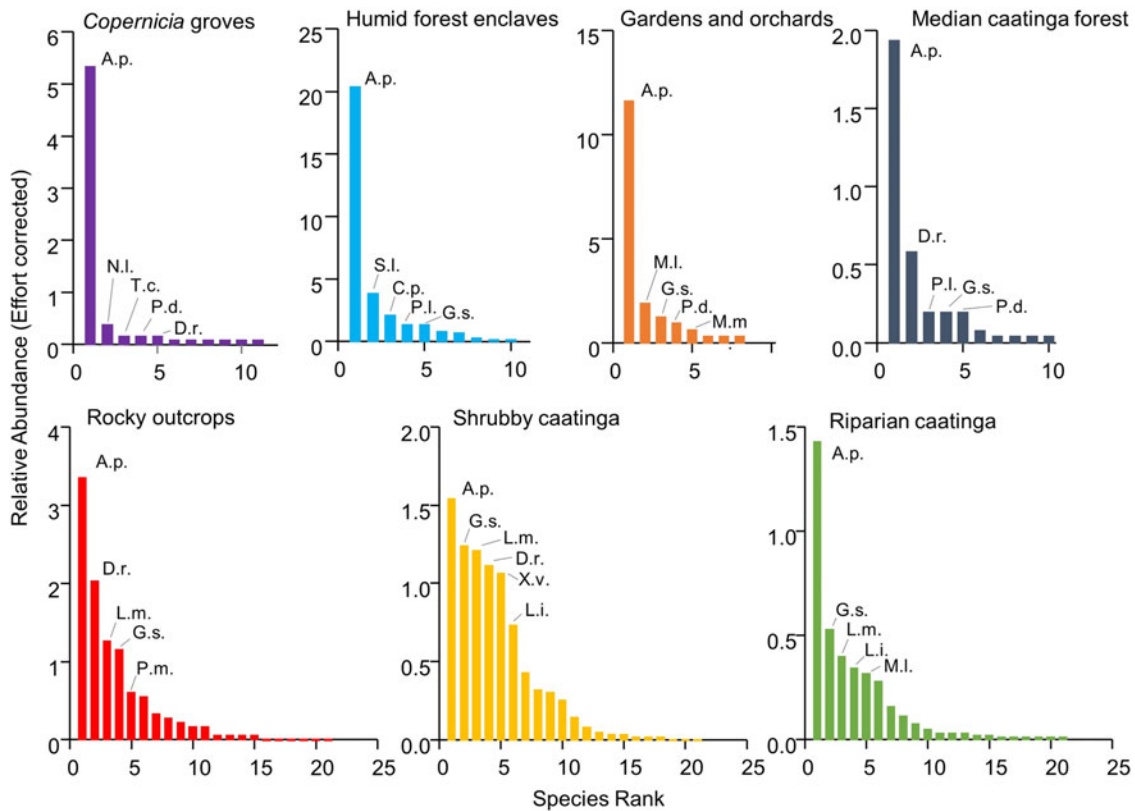 Copernicia groves
Humid forest enclaves
Gardens and orchards
Median caatinga forest
Relative Abundance (Effort corrected)
6
5
4
3
2
1
0
A.p.
N.l.
T.c.
P.d.
D.r.
0 5 10
25
20
15
10
5
0
A.p.
S.l.
C.p.
P.l.
G.s.
0 5 10
15
10
5
0
A.p.
M.l.
G.s.
P.d.
M.m
0 5
2.0
1.5
1.0
0.5
0.0
A.p.
D.r.
P.l.
G.s.
P.d.
0 5 10
Rocky outcrops
4
3
2
1
0
A.p.
D.r.
L.m.
G.s.
P.m.
0 5 10 15 20 25
Shrubby caatinga
2.0
1.5
1.0
0.5
0.0
A.p.
G.s.
L.m.
D.r.
X.v.
L.i.
0 5 10 15 20 25
Riparian caatinga
1.5
1.0
0.5
0.0
A.p.
G.s.
L.m.
L.i.
M.l.
0 5 10 15 20 25
Species Rank